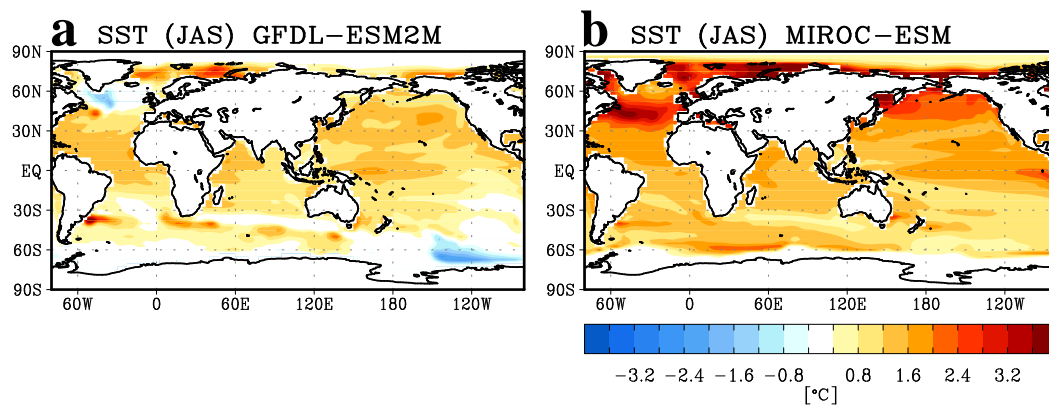 a SST (JAS) GFDL-ESM2M
90N
60N
30N
EQ
30S
60S
90S
60W 0 60E 120E 180 120W
b SST (JAS) MIROC-ESM
90N
60N
30N
EQ
30S
60S
90S
60W 0 60E 120E 180 120W
-3.2 -2.4 -1.6 -0.8 0.8 1.6 2.4 3.2
[°C]